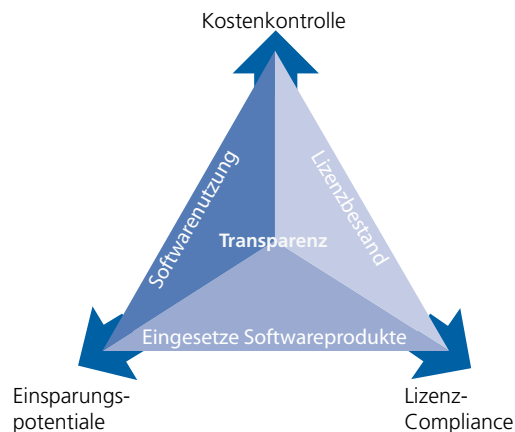 Kostenkontrolle
Softwarenutzung
Lizenzbestand
Transparenz
Eingesetze Softwareprodukte
Einsparungs-
potentiale
Lizenz-
Compliance